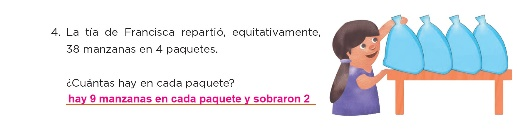 4. La tía de Francisca repartió, equitativamente,
38 manzanas en 4 paquetes.
¿Cuántas hay en cada paquete?
hay 9 manzanas en cada paquete y sobraron 2